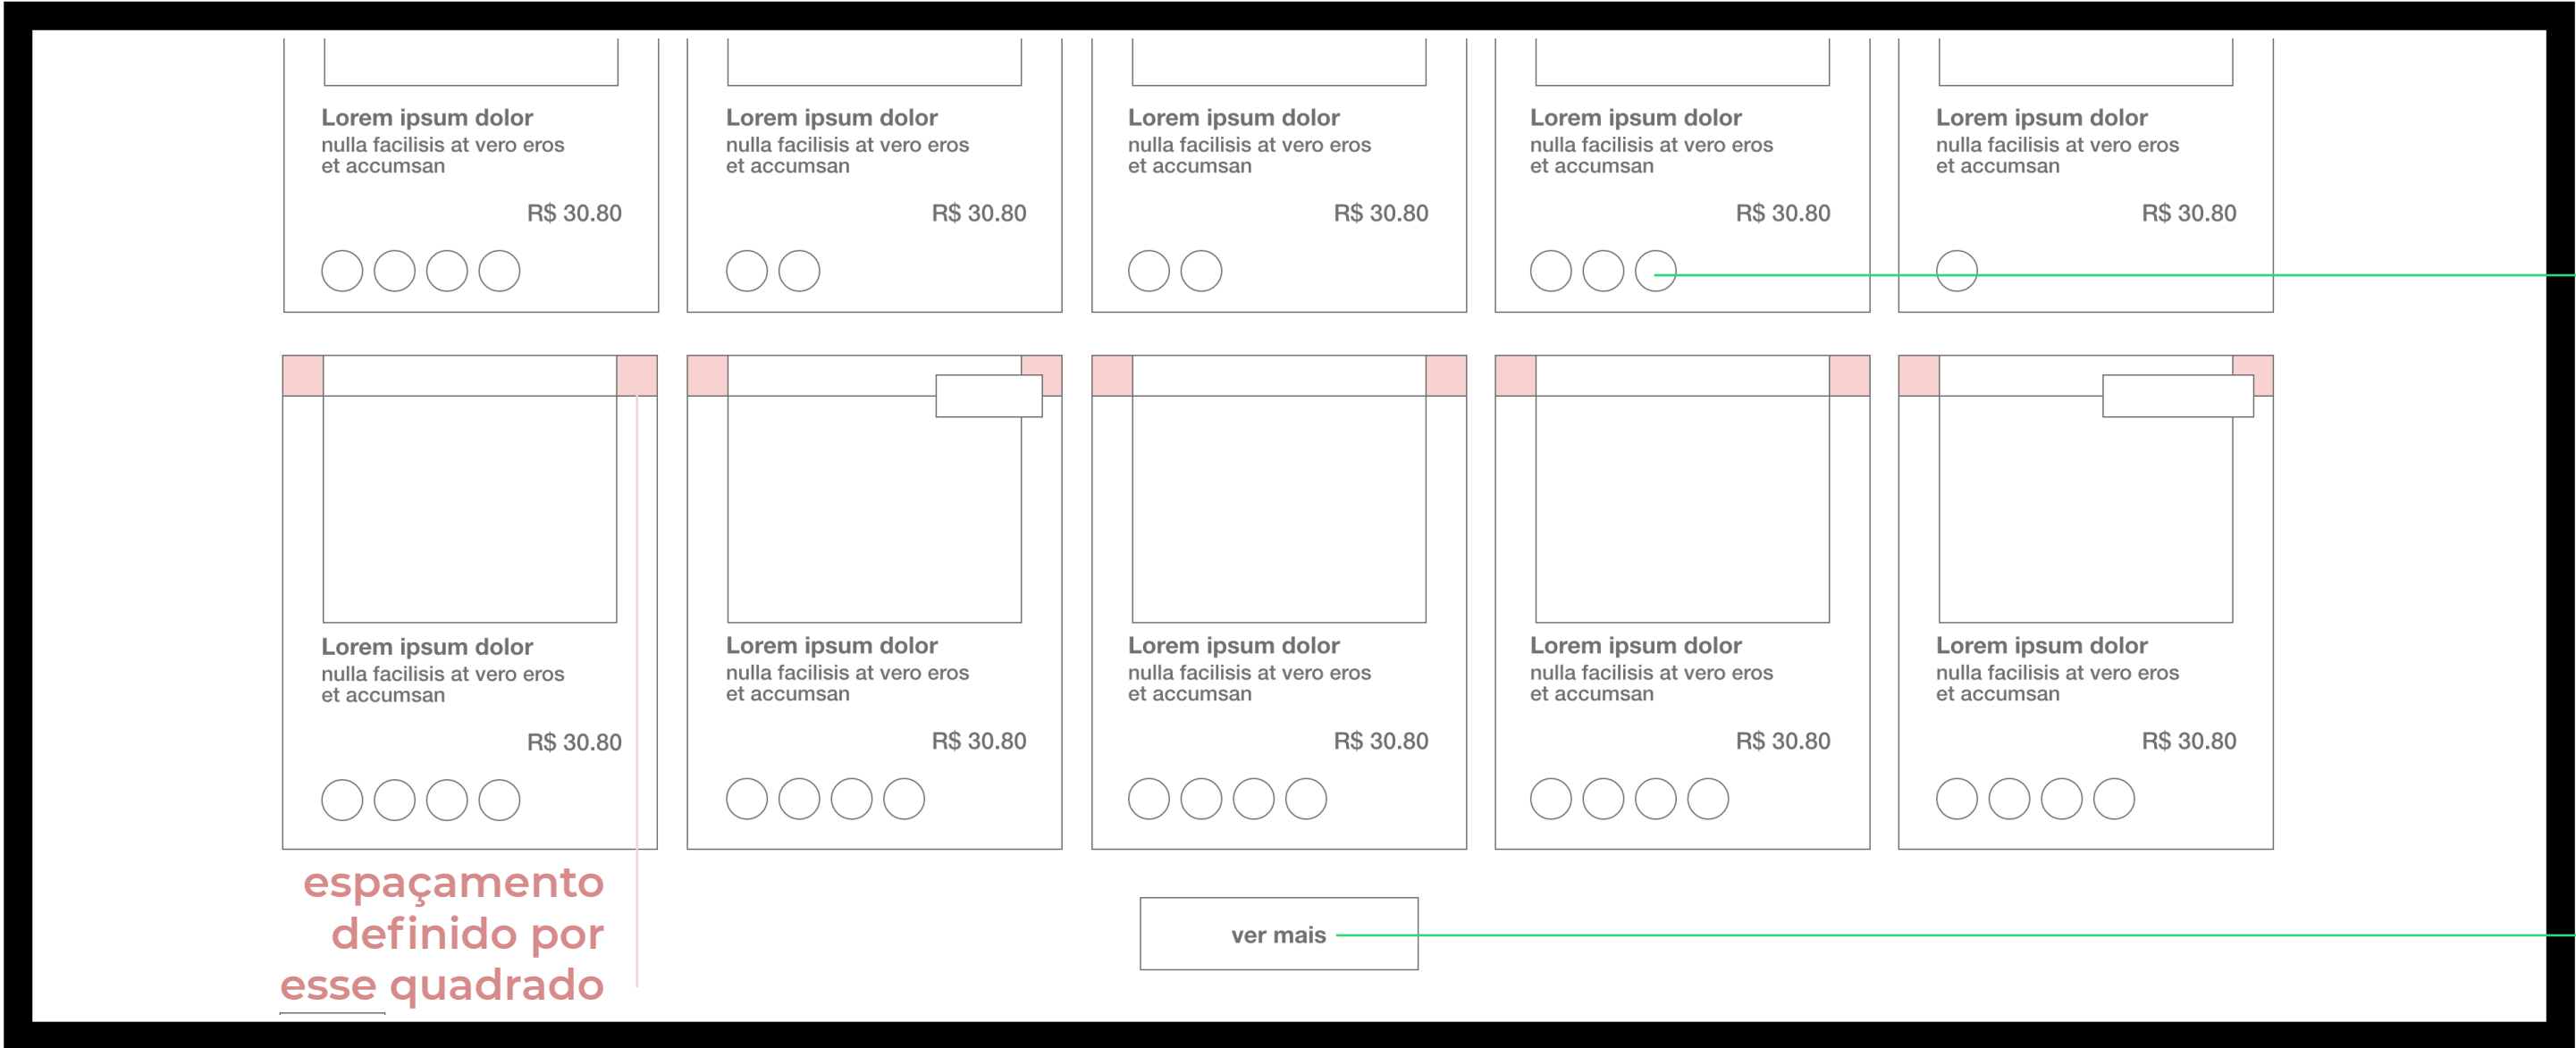 Lorem ipsum dolor
nulla facilisis at vero eros
et accumsan
R$ 30.80
Lorem ipsum dolor
nulla facilisis at vero eros
et accumsan
R$ 30.80
Lorem ipsum dolor
nulla facilisis at vero eros
et accumsan
R$ 30.80
Lorem ipsum dolor
nulla facilisis at vero eros
et accumsan
R$ 30.80
Lorem ipsum dolor
nulla facilisis at vero eros
et accumsan
R$ 30.80
Lorem ipsum dolor
nulla facilisis at vero eros
et accumsan
R$ 30.80
Lorem ipsum dolor
nulla facilisis at vero eros
et accumsan
R$ 30.80
Lorem ipsum dolor
nulla facilisis at vero eros
et accumsan
R$ 30.80
Lorem ipsum dolor
nulla facilisis at vero eros
et accumsan
R$ 30.80
Lorem ipsum dolor
nulla facilisis at vero eros
et accumsan
R$ 30.80
espaçamento
definido por
esse quadrado
ver mais